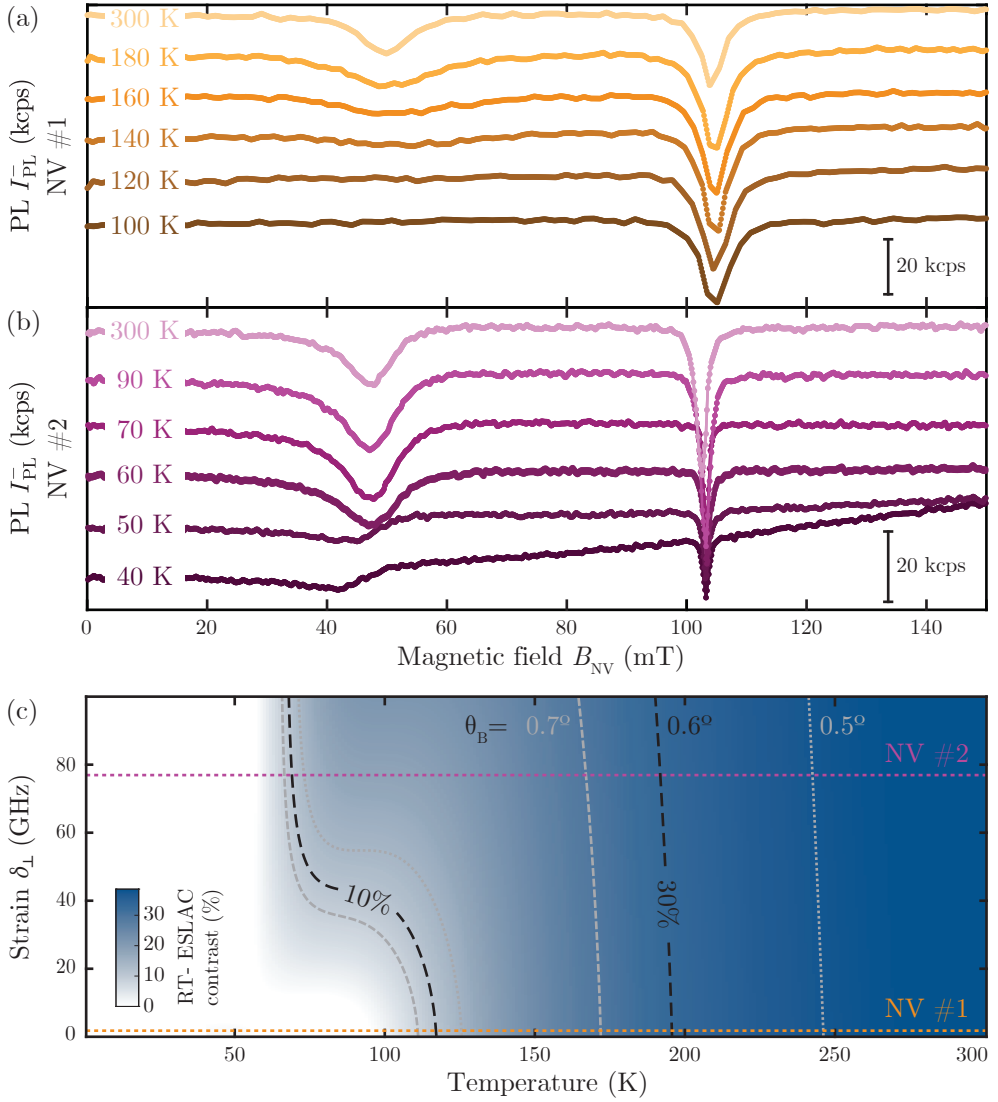 (a)
300 K
180 K
160 K
140 K
120 K
100 K
PL I⁻PL (kcps)
NV #1
20 kcps
(b)
300 K
90 K
70 K
60 K
50 K
40 K
PL I⁻PL (kcps)
NV #2
20 kcps
0 20 40 60 80 100 120 140
Magnetic field BNV (mT)
(c)
θB= 0.7º 0.6º 0.5º
NV #2
10%
30%
NV #1
80
60
40
20
0
Strain δ⊥ (GHz)
30
20
10
0
RT- ESLAC
contrast (%)
50 100 150 200 250 300
Temperature (K)